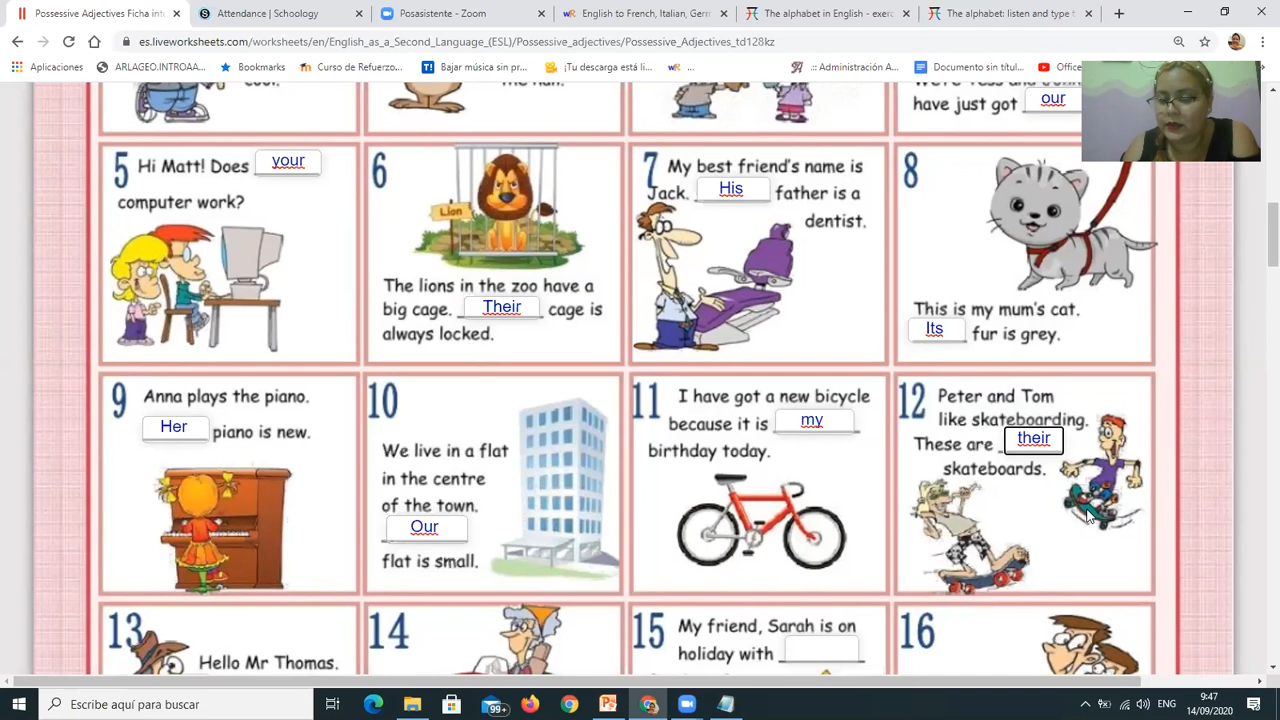 Possessive Adjectives Ficha inte
Attendance | Schoology
Posasistente - Zoom
English to French, Italian, Germ
The alphabet in English - exerc
The alphabet: listen and type t
es.liveworksheets.com/worksheets/en/English_as_a_Second_Language_(ESL)/Possessive_adjectives/Possessive_Adjectives_td128kz
Aplicaciones
ARLAGEO.INTROAA...
Bookmarks
Curso de Refuerzo...
Bajar música sin pr...
¡Tu descarga está li...
.:: Administración A...
Documento sin títul...
Office
have just got our
5 Hi Matt! Does your
computer work?
6
Lion
The lions in the zoo have a
big cage. Their cage is
always locked.
7 My best friend's name is
Jack. His father is a
dentist.
8
This is my mum's cat.
Its fur is grey.
9 Anna plays the piano.
Her piano is new.
10
We live in a flat
in the centre
of the town.
Our
flat is small.
11 I have got a new bicycle
because it is my
birthday today.
12 Peter and Tom
like skateboarding.
These are their
skateboards.
13
Hello Mr Thomas.
14
15 My friend, Sarah is on
holiday with
16
Escribe aquí para buscar
99+
ENG
9:47
14/09/2020